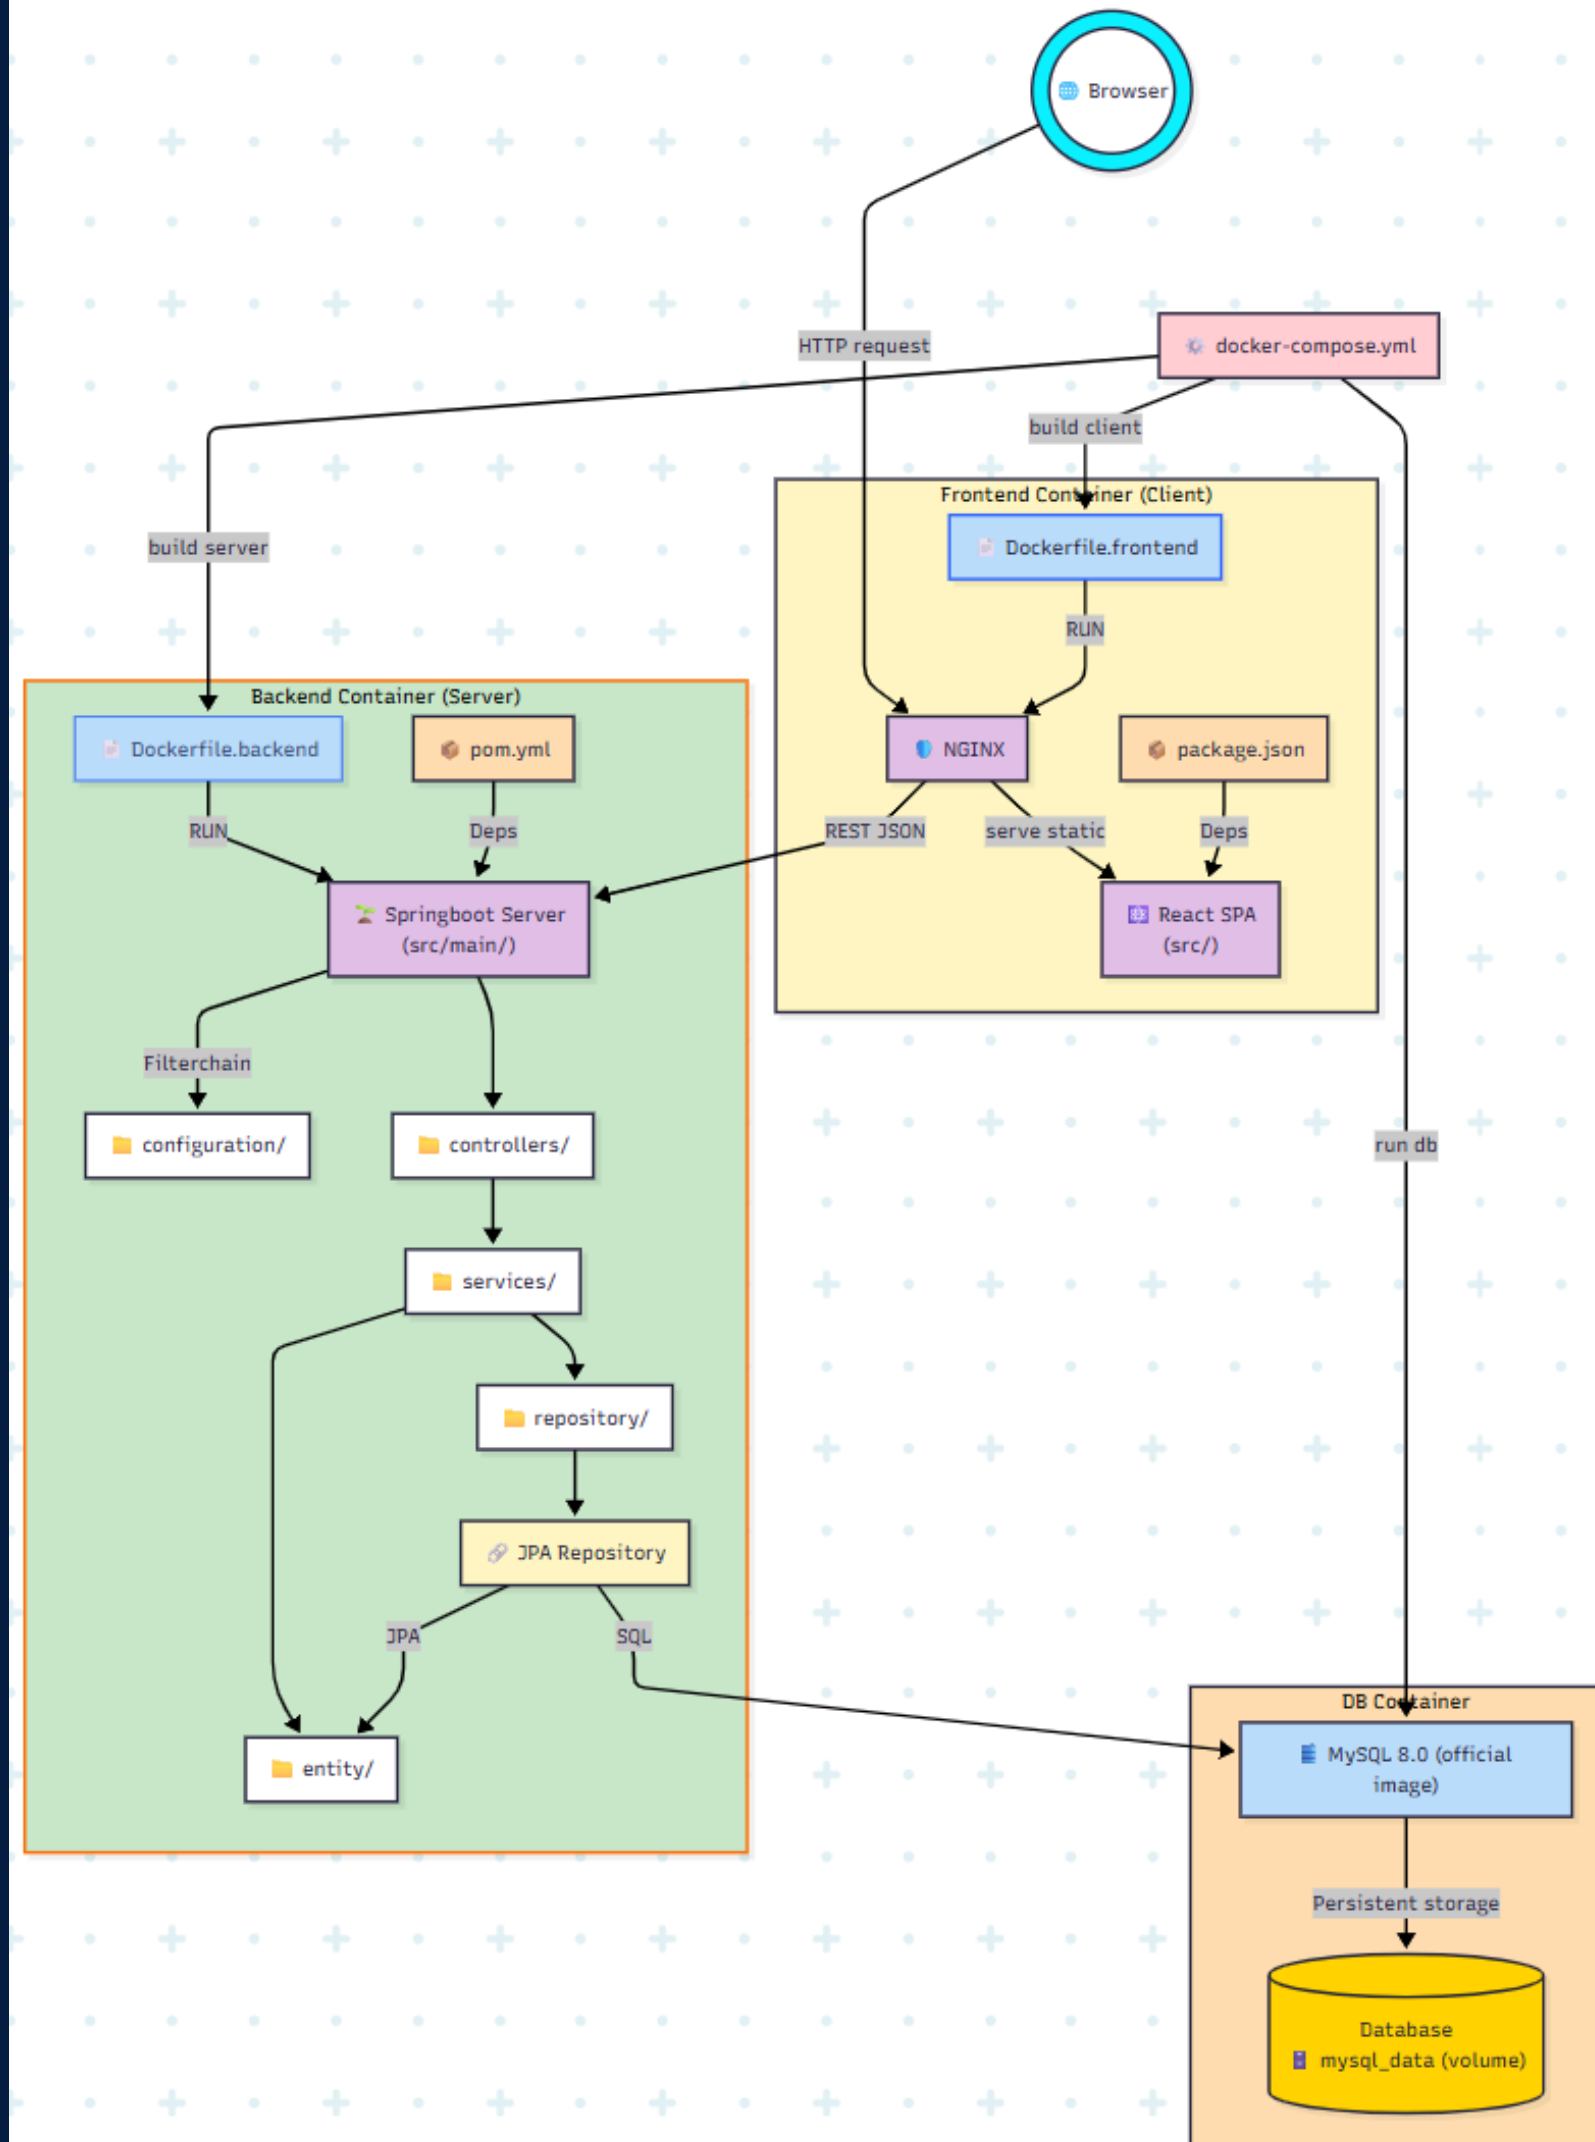 Browser
HTTP request
docker-compose.yml
build client
Frontend Container (Client)
build server
Dockerfile.frontend
RUN
Backend Container (Server)
Dockerfile.backend
pom.yml
NGINX
package.json
RUN
Deps
REST JSON
serve static
Deps
Springboot Server
(src/main/)
React SPA
(src/)
Filterchain
configuration/
controllers/
run db
services/
repository/
JPA Repository
JPA
SQL
DB Container
entity/
MySQL 8.0 (official
image)
Persistent storage
Database
mysql_data (volume)